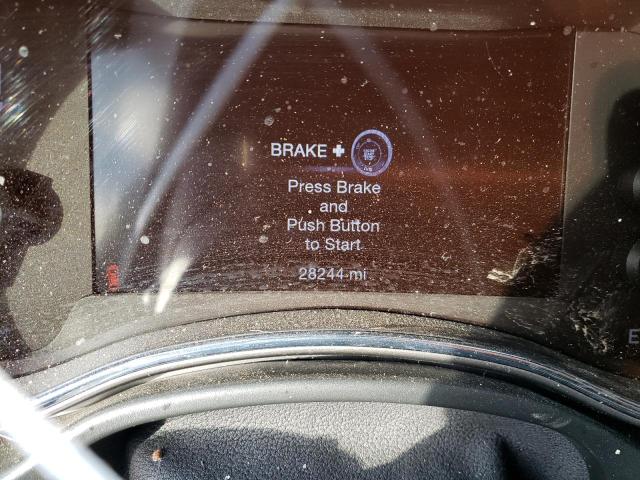 BRAKE +
Press Brake
and
Push Button
to Start
28244 mi
E